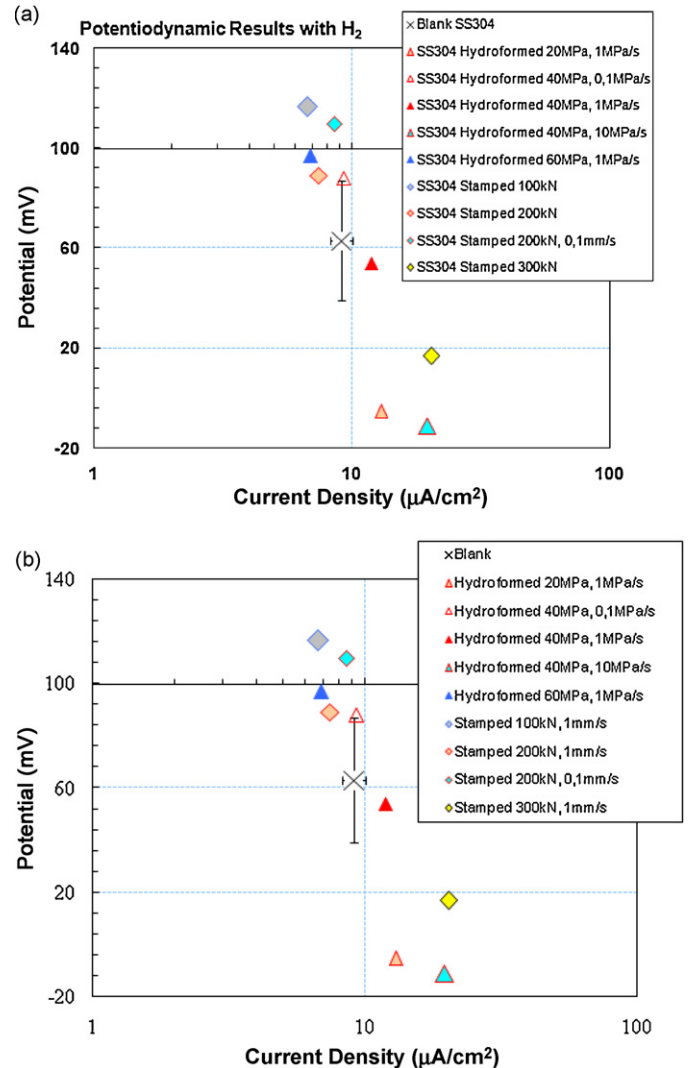 (a)
Potentiodynamic Results with H2
140
100
60
20
-20
Potential (mV)
1
10
100
Current Density (μA/cm²)
Blank SS304
SS304 Hydroformed 20MPa, 1MPa/s
SS304 Hydroformed 40MPa, 0,1MPa/s
SS304 Hydroformed 40MPa, 1MPa/s
SS304 Hydroformed 40MPa, 10MPa/s
SS304 Hydroformed 60MPa, 1MPa/s
SS304 Stamped 100kN
SS304 Stamped 200kN
SS304 Stamped 200kN, 0,1mm/s
SS304 Stamped 300kN
(b)
140
100
60
20
-20
Potential (mV)
1
10
100
Current Density (μA/cm²)
Blank
Hydroformed 20MPa, 1MPa/s
Hydroformed 40MPa, 0,1MPa/s
Hydroformed 40MPa, 1MPa/s
Hydroformed 40MPa, 10MPa/s
Hydroformed 60MPa, 1MPa/s
Stamped 100kN, 1mm/s
Stamped 200kN, 1mm/s
Stamped 200kN, 0,1mm/s
Stamped 300kN, 1mm/s